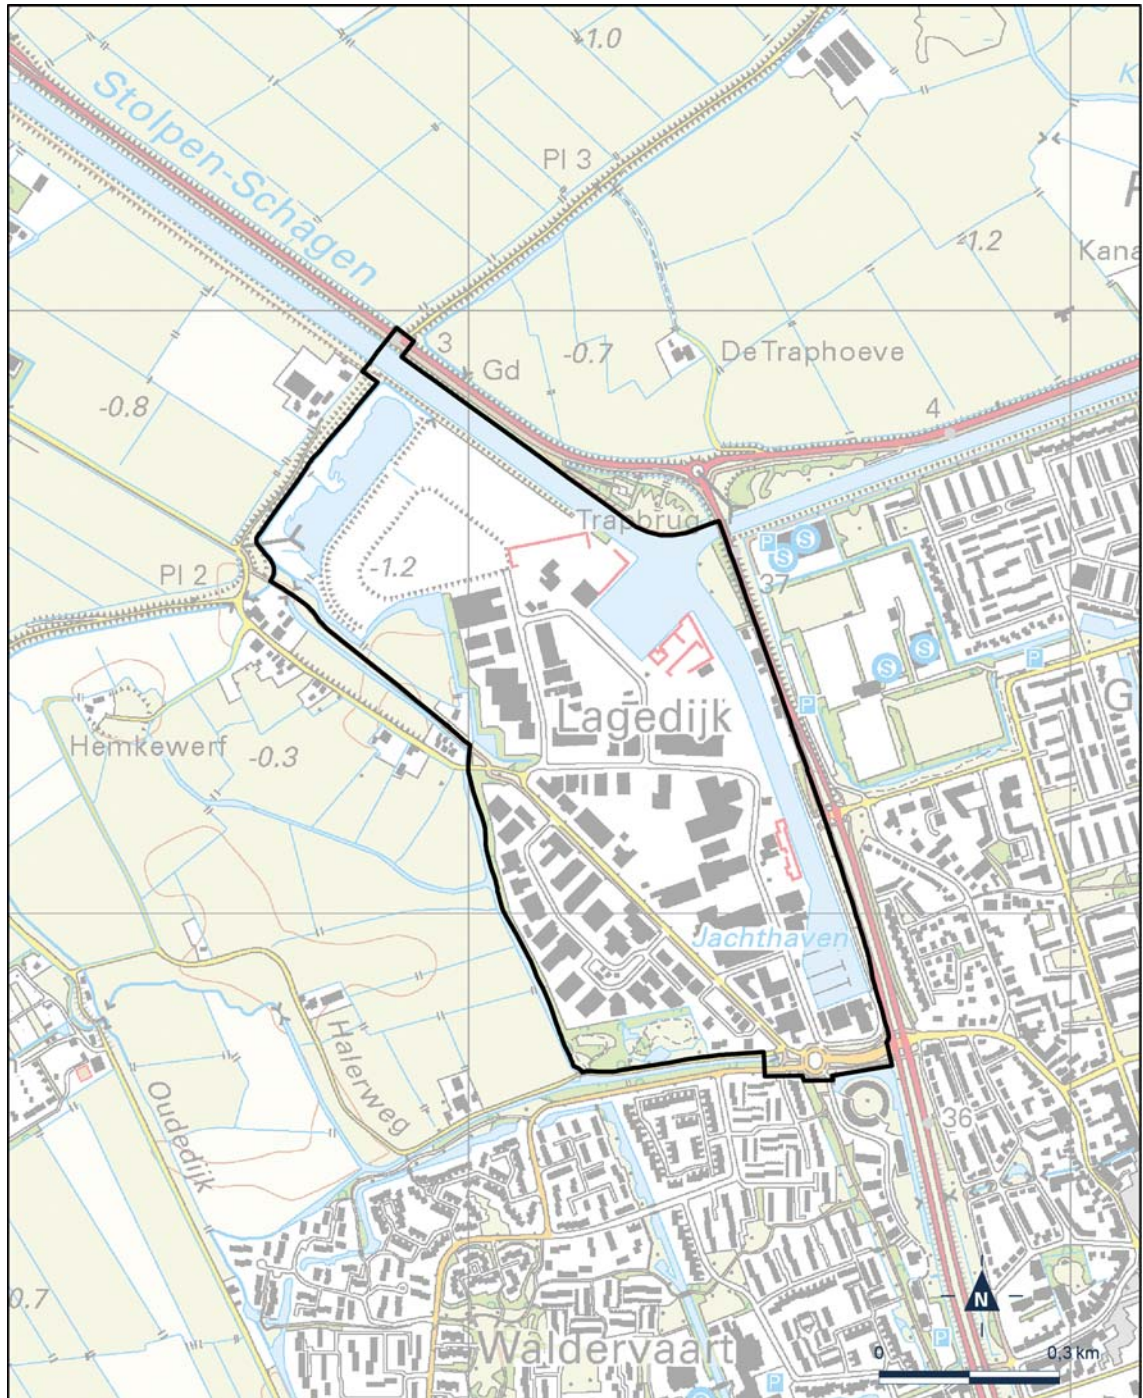 -1.0
K
Stolpen-Schagen
Pl 3
-1.2
Kana
3
Gd
-0.7
De Traphoeve
-0.8
4
Trapbrug
P
S
S
Pl 2
-1.2
37
S
S
P
P
Lagedijk
G
Hemkewerf
-0.3
Jachthaven
Halerweg
Oudedijk
36
0.7
N
P
Waldervaart
0
0,3 km
P
S